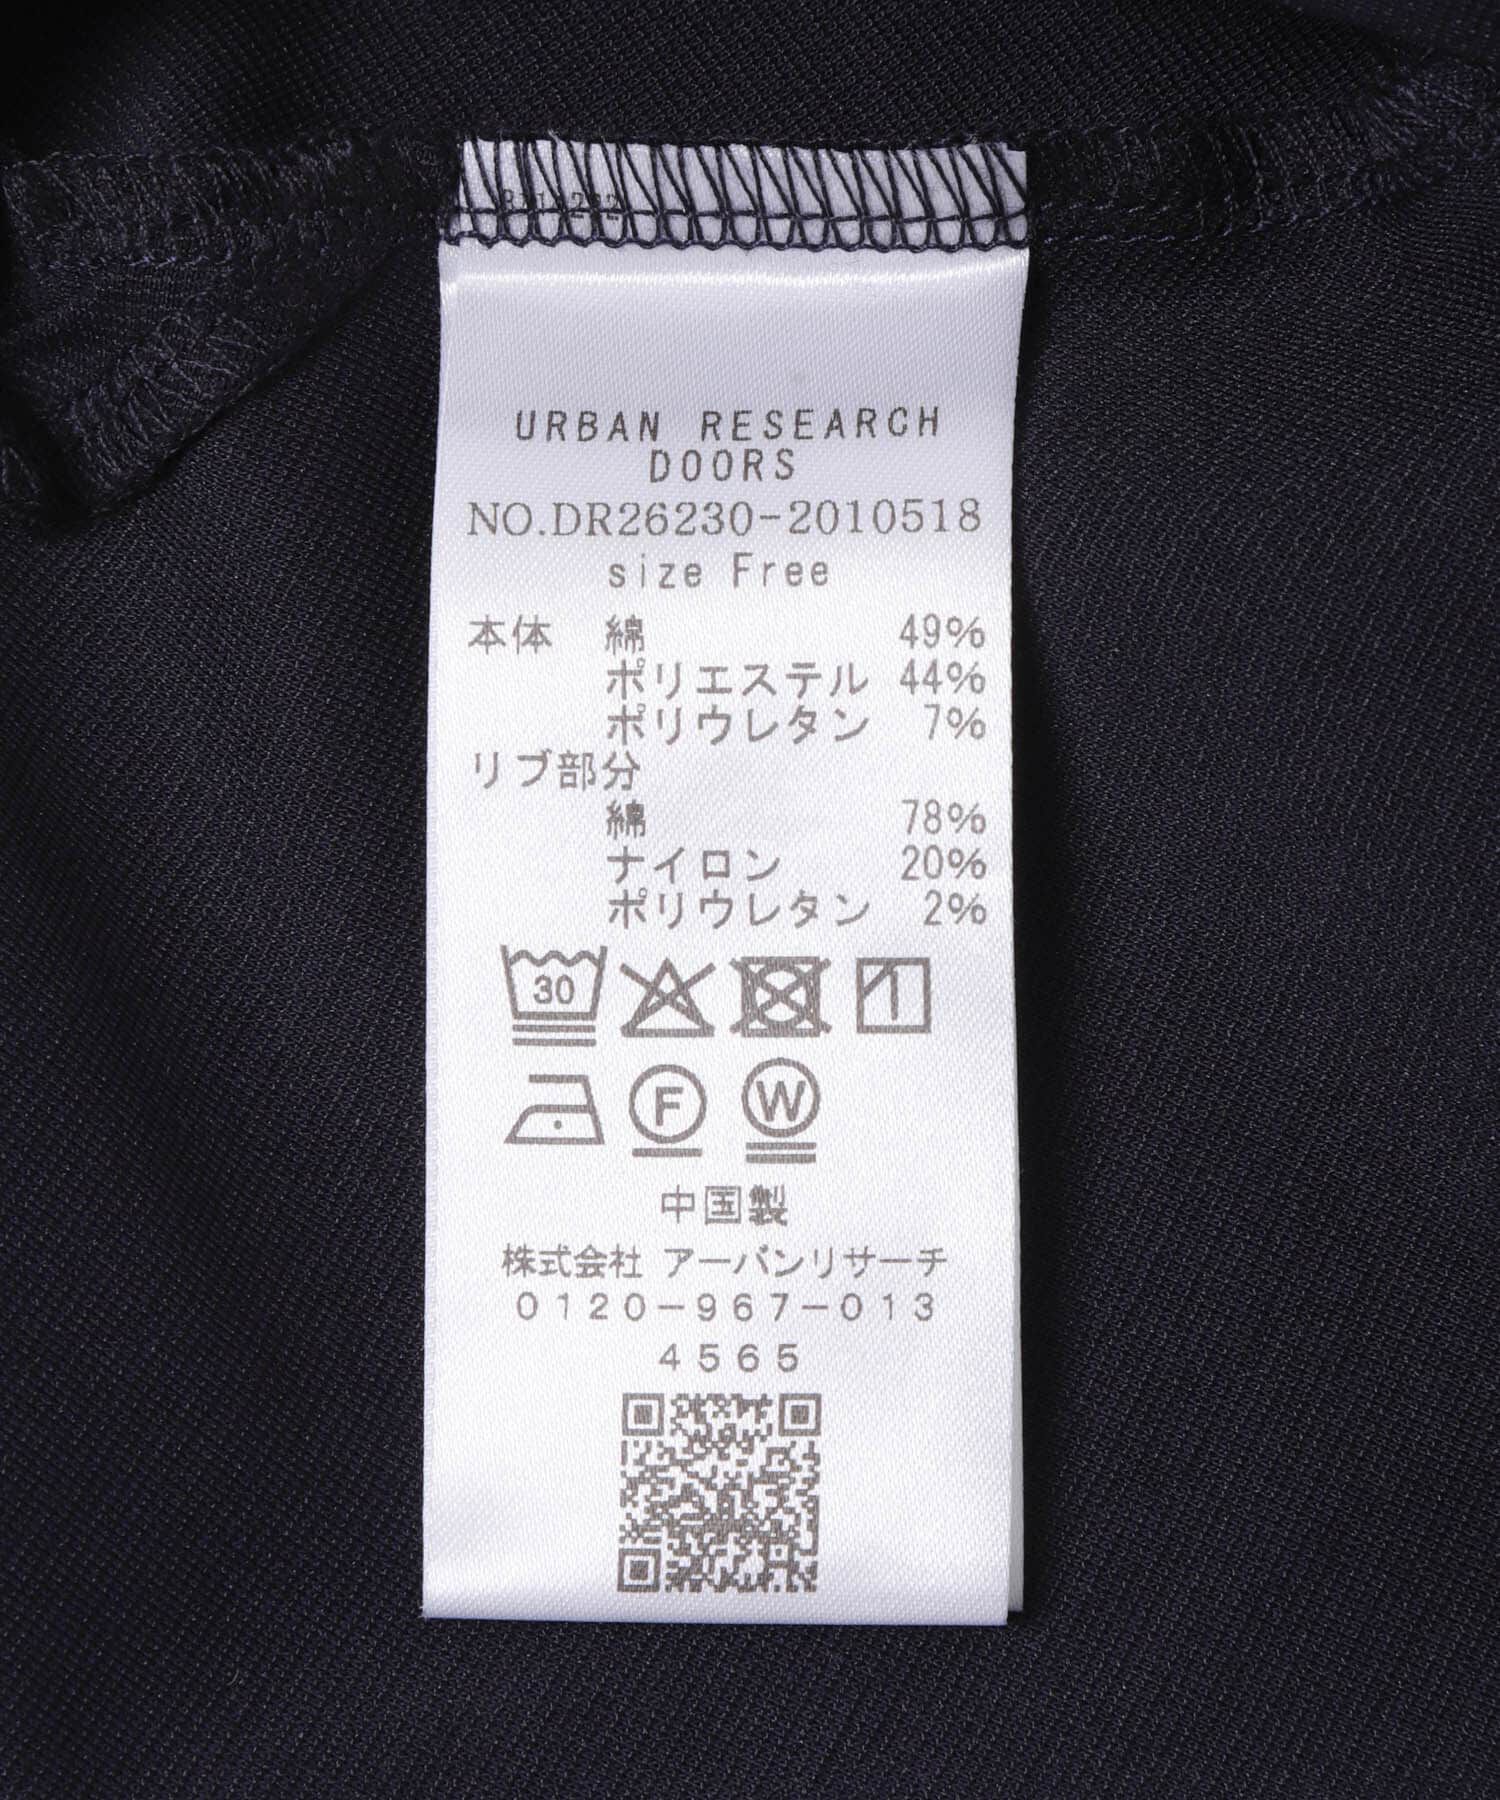 URBAN RESEARCH
DOORS
NO.DR26230-2010518
size Free
本体 綿 49%
ポリエステル 44%
ポリウレタン 7%
リブ部分
綿 78%
ナイロン 20%
ポリウレタン 2%
30
F W
中国製
株式会社 アーバンリサーチ
0120-967-013
4565